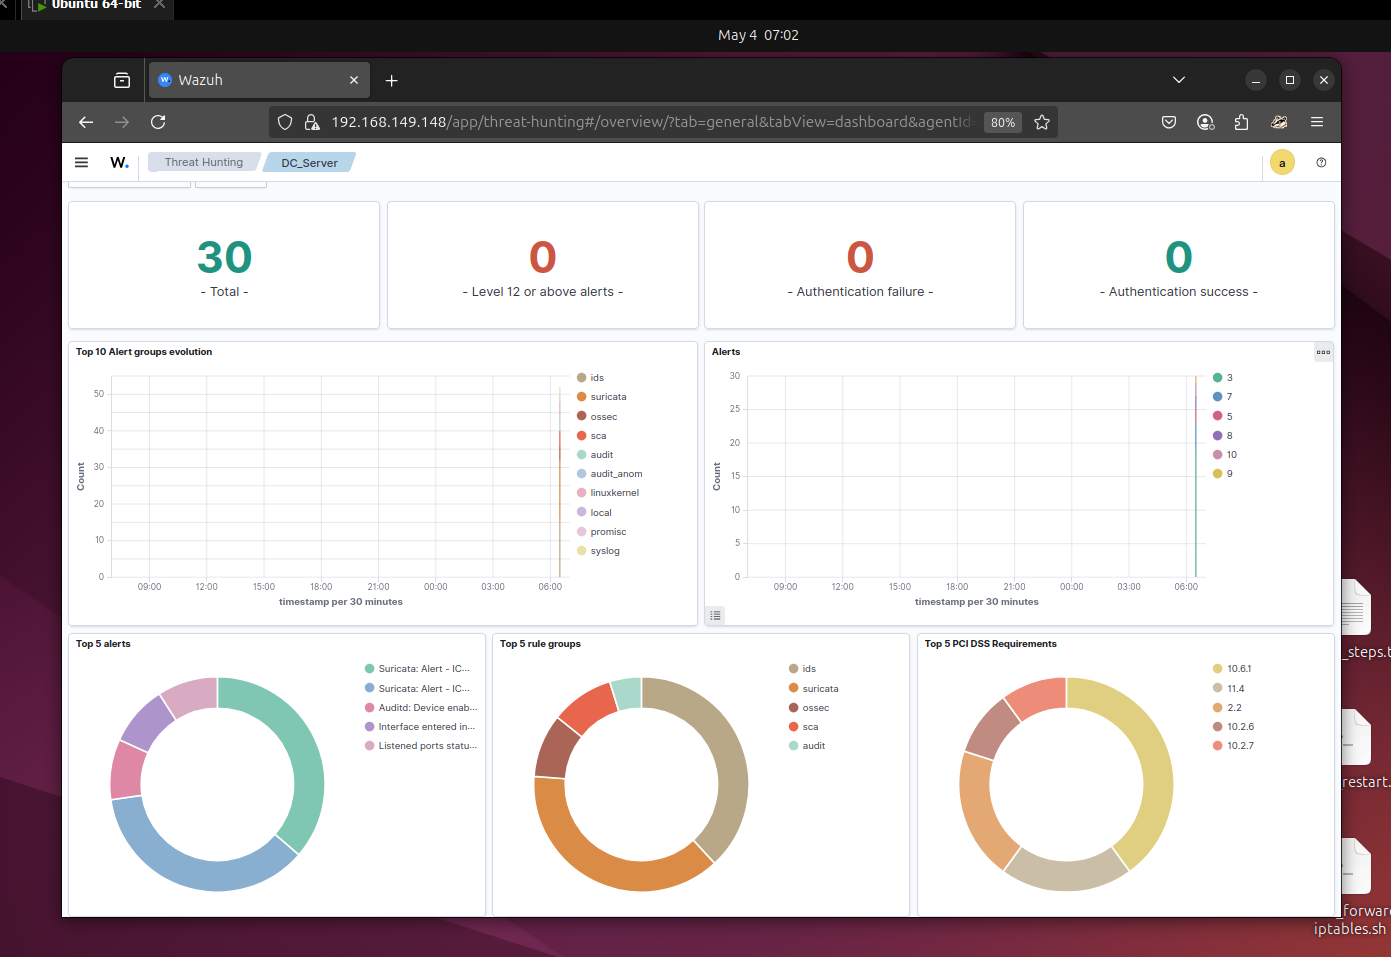 Ubuntu 64-bit
May 4 07:02
Wazuh
192.168.149.148/app/threat-hunting#/overview/?tab=general&tabView=dashboard&agentId=
80%
W.
Threat Hunting
DC_Server
a
30
- Total -
0
- Level 12 or above alerts -
0
- Authentication failure -
0
- Authentication success -
Top 10 Alert groups evolution
Count
50
40
30
20
10
0
09:00
12:00
15:00
18:00
21:00
00:00
03:00
06:00
timestamp per 30 minutes
ids
suricata
ossec
sca
audit
audit_anom
linuxkernel
local
promisc
syslog
Alerts
Count
30
25
20
15
10
5
0
09:00
12:00
15:00
18:00
21:00
00:00
03:00
06:00
timestamp per 30 minutes
3
7
5
8
10
9
Top 5 alerts
Suricata: Alert - IC...
Suricata: Alert - IC...
Auditd: Device enab...
Interface entered in...
Listened ports statu...
Top 5 rule groups
ids
suricata
ossec
sca
audit
Top 5 PCI DSS Requirements
10.6.1
11.4
2.2
10.2.6
10.2.7
_steps.t
restart.
_forward
iptables.sh